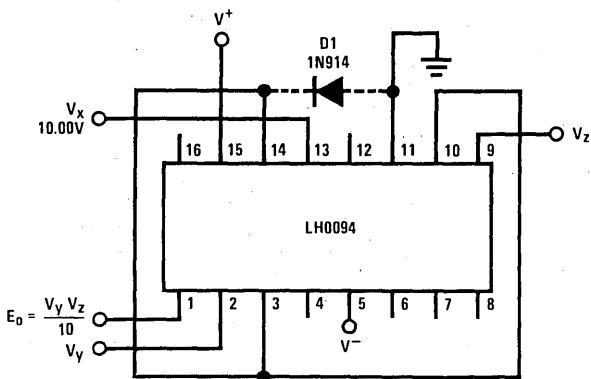 V+
D1
1N914
Vx
10.00V
Vz
16 15 14 13 12 11 10 9
LH0094
1 2 3 4 5 6 7 8
Eo = Vy Vz
10
Vy
V−